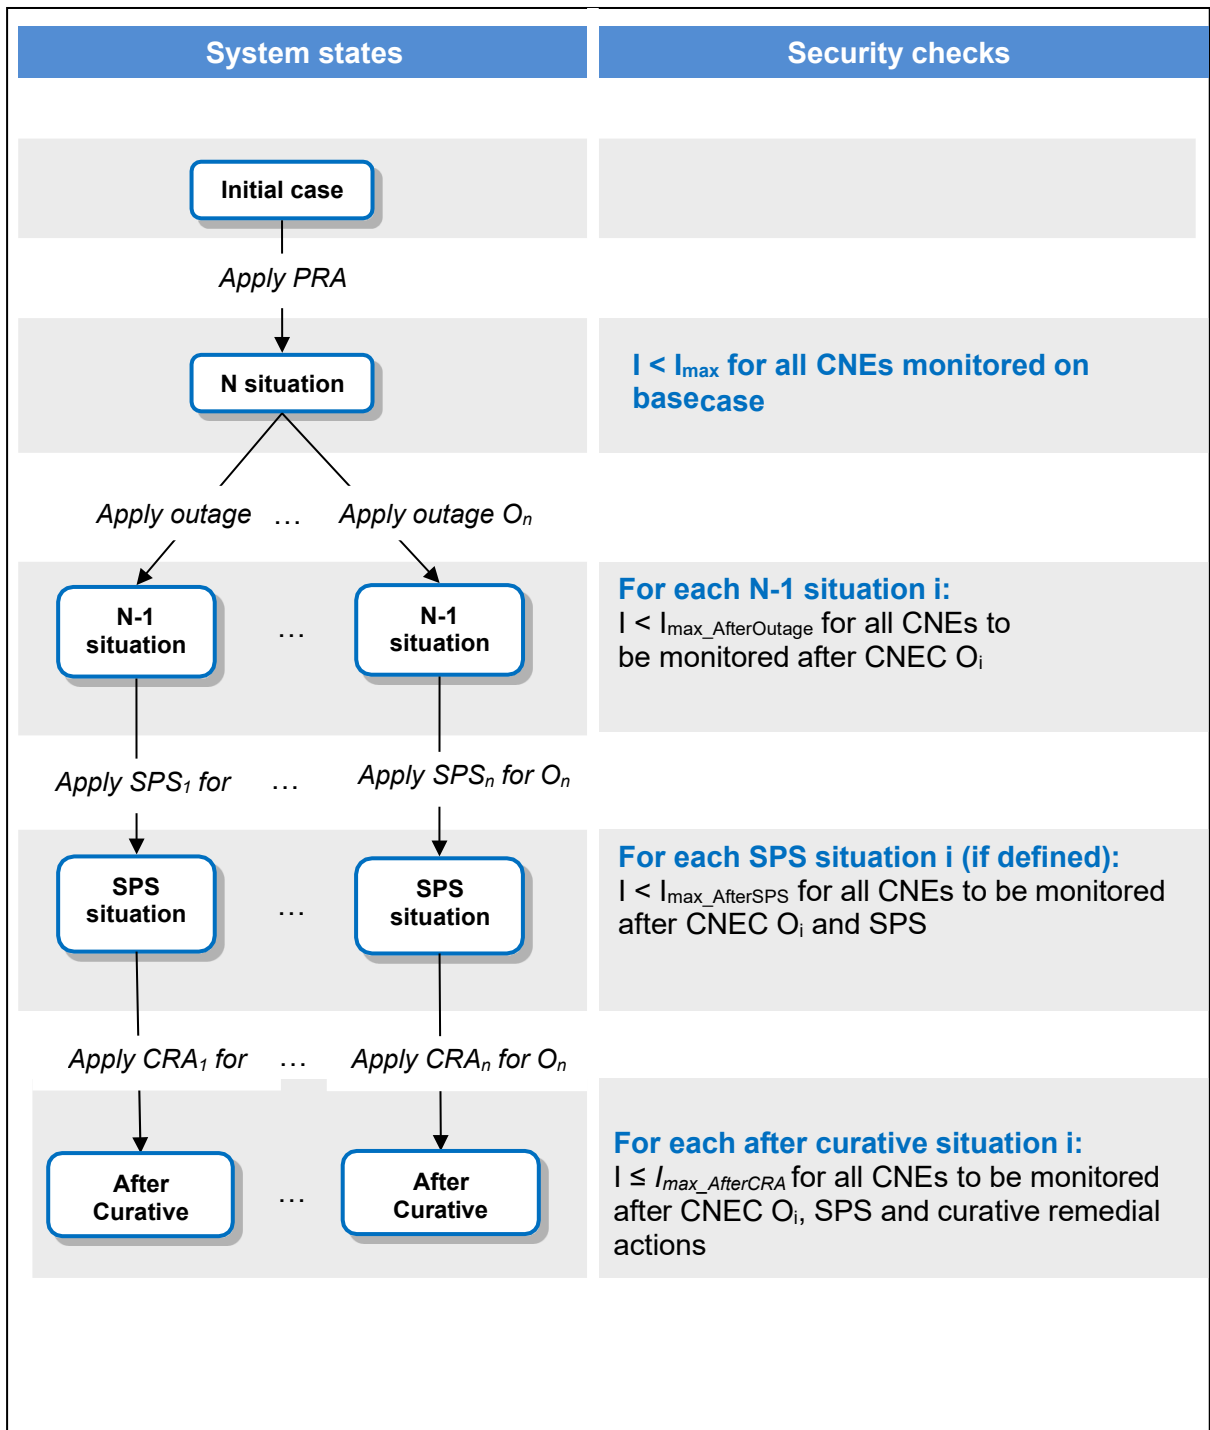 System states
Security checks
Initial case
Apply PRA
N situation
I < Imax for all CNEs monitored on
basecase
Apply outage … Apply outage On
N-1
situation
…
N-1
situation
For each N-1 situation i:
I < Imax_AfterOutage for all CNEs to
be monitored after CNEC Oi
Apply SPS1 for … Apply SPSn for On
SPS
situation
…
SPS
situation
For each SPS situation i (if defined):
I < Imax_AfterSPS for all CNEs to be monitored
after CNEC Oi and SPS
Apply CRA1 for … Apply CRAn for On
After
Curative
…
After
Curative
For each after curative situation i:
I ≤ Imax_AfterCRA for all CNEs to be monitored
after CNEC Oi, SPS and curative remedial
actions